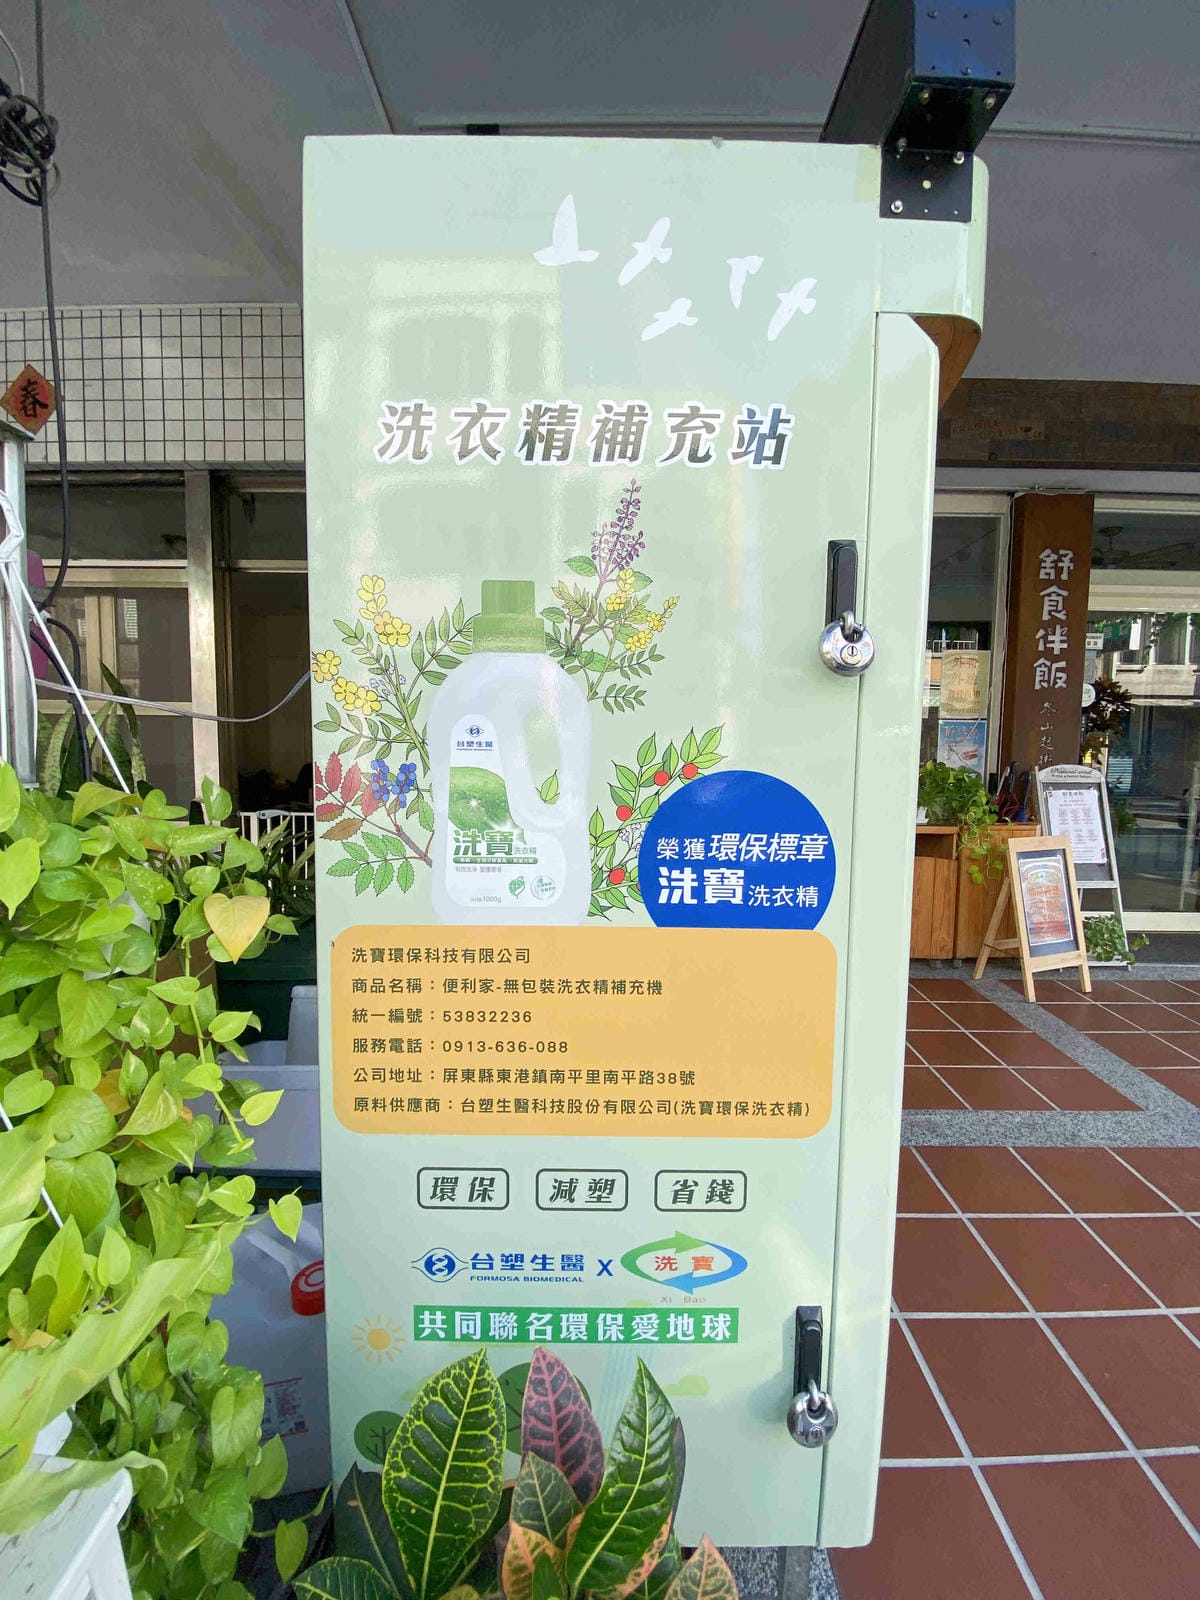 洗衣精補充站
春
舒食伴飯
台塑生醫
FORMOSA BIOMEDICAL
洗寶洗衣精
1000g
榮獲環保標章
洗寶洗衣精
洗寶環保科技有限公司
商品名稱：便利家-無包裝洗衣精補充機
統一編號：53832236
服務電話：0913-636-088
公司地址：屏東縣東港鎮南平里南平路38號
原料供應商：台塑生醫科技股份有限公司(洗寶環保洗衣精)
環保 減塑 省錢
台塑生醫 X 洗寶
FORMOSA BIOMEDICAL Xi Bao
共同聯名環保愛地球